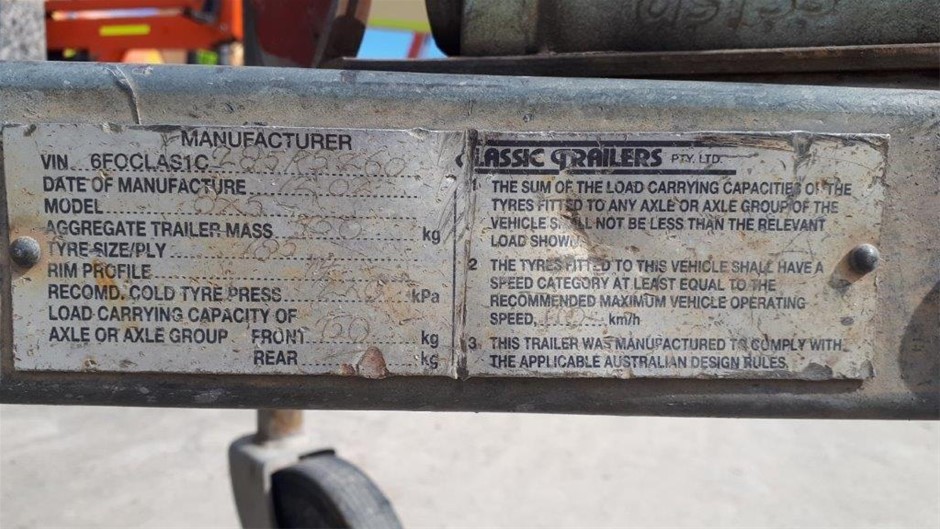 MANUFACTURER
VIN 6FOCLAS1C
DATE OF MANUFACTURE
MODEL
AGGREGATE TRAILER MASS kg
TYRE SIZE/PLY 185
RIM PROFILE
RECOMD. COLD TYRE PRESS kPa
LOAD CARRYING CAPACITY OF
AXLE OR AXLE GROUP FRONT kg
REAR kg
CLASSIC TRAILERS PTY. LTD.
1 THE SUM OF THE LOAD CARRYING CAPACITIES OF THE
TYRES FITTED TO ANY AXLE OR AXLE GROUP OF THE
VEHICLE SHALL NOT BE LESS THAN THE RELEVANT
LOAD SHOWN.
2 THE TYRES FITTED TO THIS VEHICLE SHALL HAVE A
SPEED CATEGORY AT LEAST EQUAL TO THE
RECOMMENDED MAXIMUM VEHICLE OPERATING
SPEED, km/h
3 THIS TRAILER WAS MANUFACTURED TO COMPLY WITH
THE APPLICABLE AUSTRALIAN DESIGN RULES.